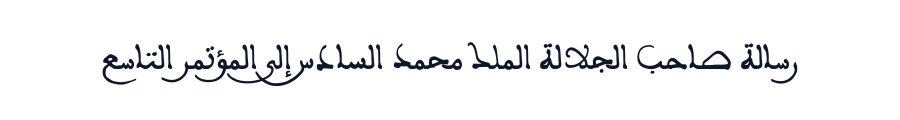 رسالة صاحب الجلالة الملك محمد السادس إلى المؤتمر التاسع